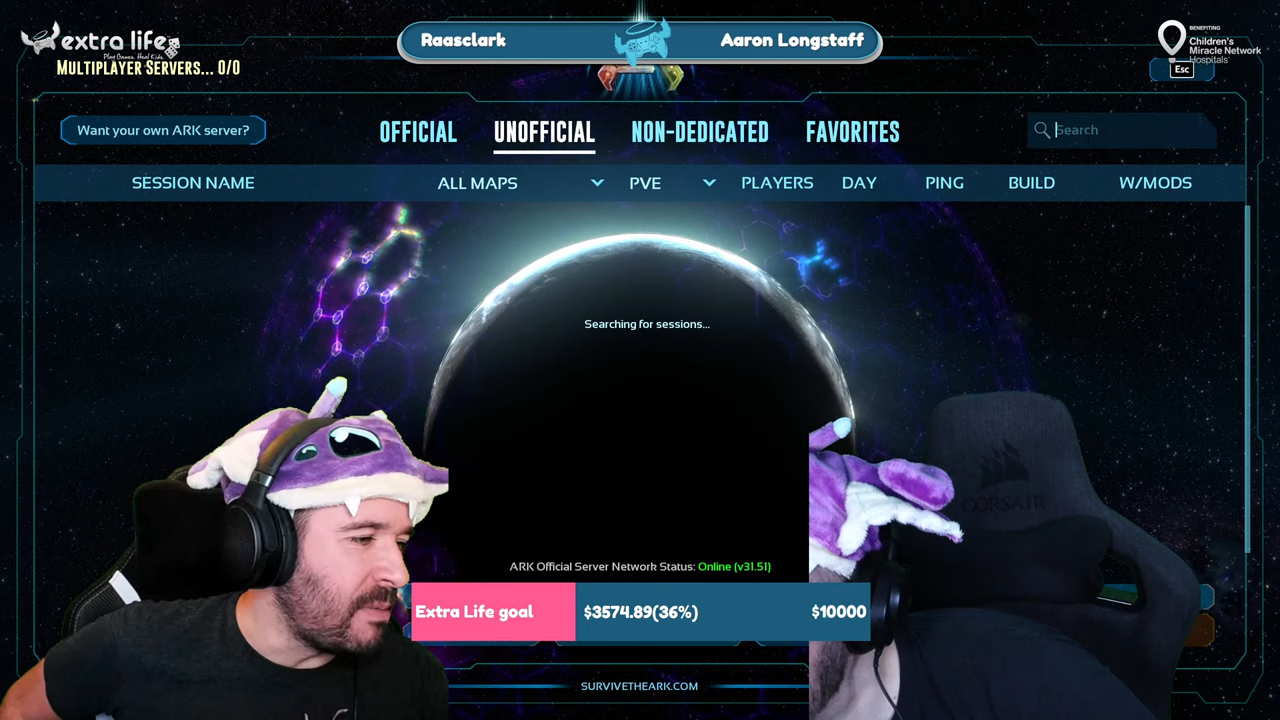 extra life
Play Games. Heal Kids.
MULTIPLAYER SERVERS... 0/0
Raasclark
Aaron Longstaff
BENEFITING
Children's
Miracle Network
Hospitals
Esc
Want your own ARK server?
OFFICIAL
UNOFFICIAL
NON-DEDICATED
FAVORITES
Search
SESSION NAME
ALL MAPS
PVE
PLAYERS
DAY
PING
BUILD
W/MODS
Searching for sessions...
CORSAIR
ARK Official Server Network Status: Online (v31.51)
Extra Life goal
$3574.89(36%)
$10000
SURVIVETHEARK.COM